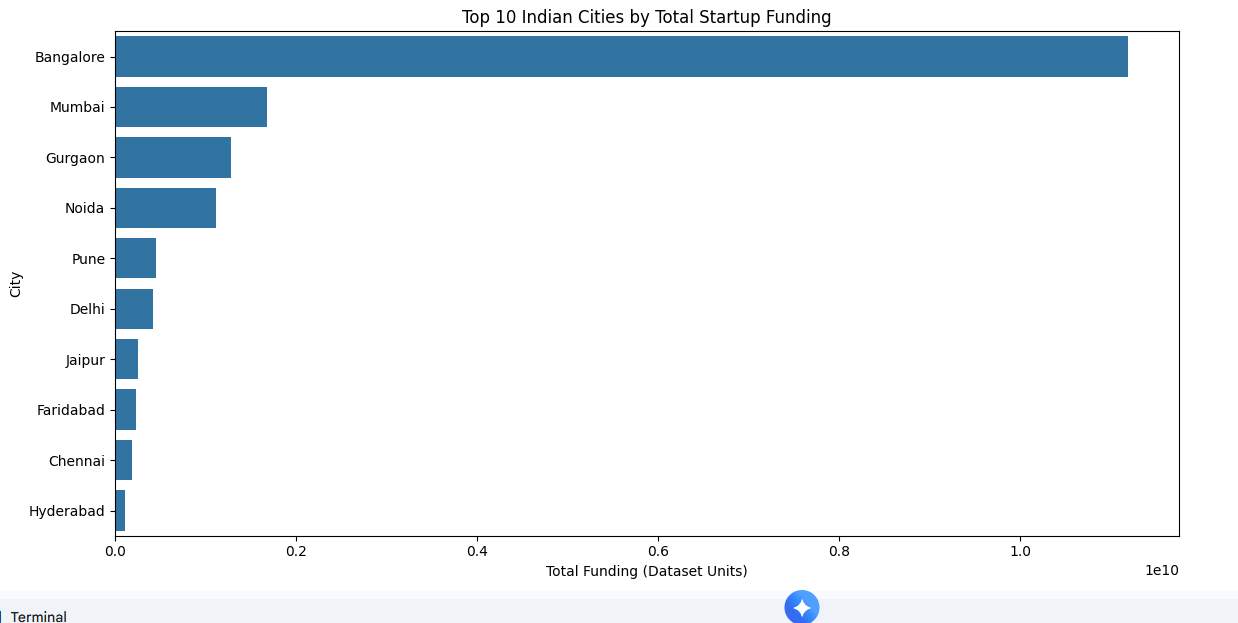 Top 10 Indian Cities by Total Startup Funding
Bangalore
Mumbai
Gurgaon
Noida
Pune
Delhi
Jaipur
Faridabad
Chennai
Hyderabad
City
0.0 0.2 0.4 0.6 0.8 1.0
Total Funding (Dataset Units)
1e10
Terminal